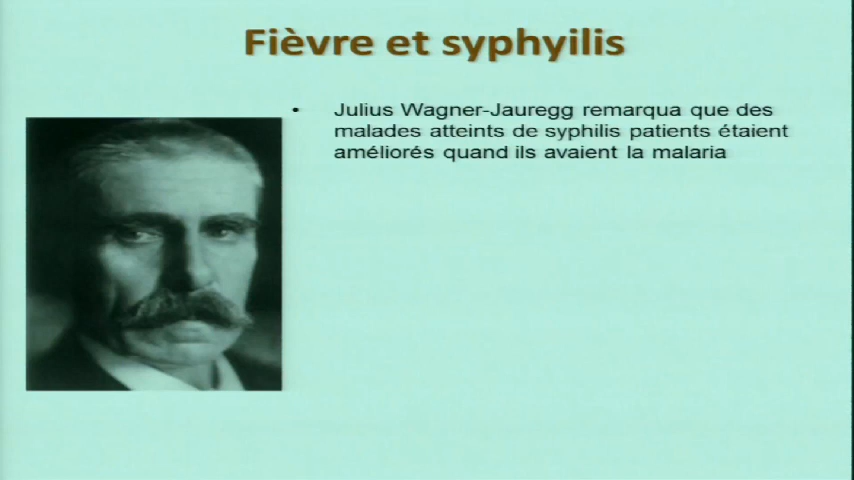 Fièvre et syphyilis
• Julius Wagner-Jauregg remarqua que des
malades atteints de syphilis patients étaient
améliorés quand ils avaient la malaria